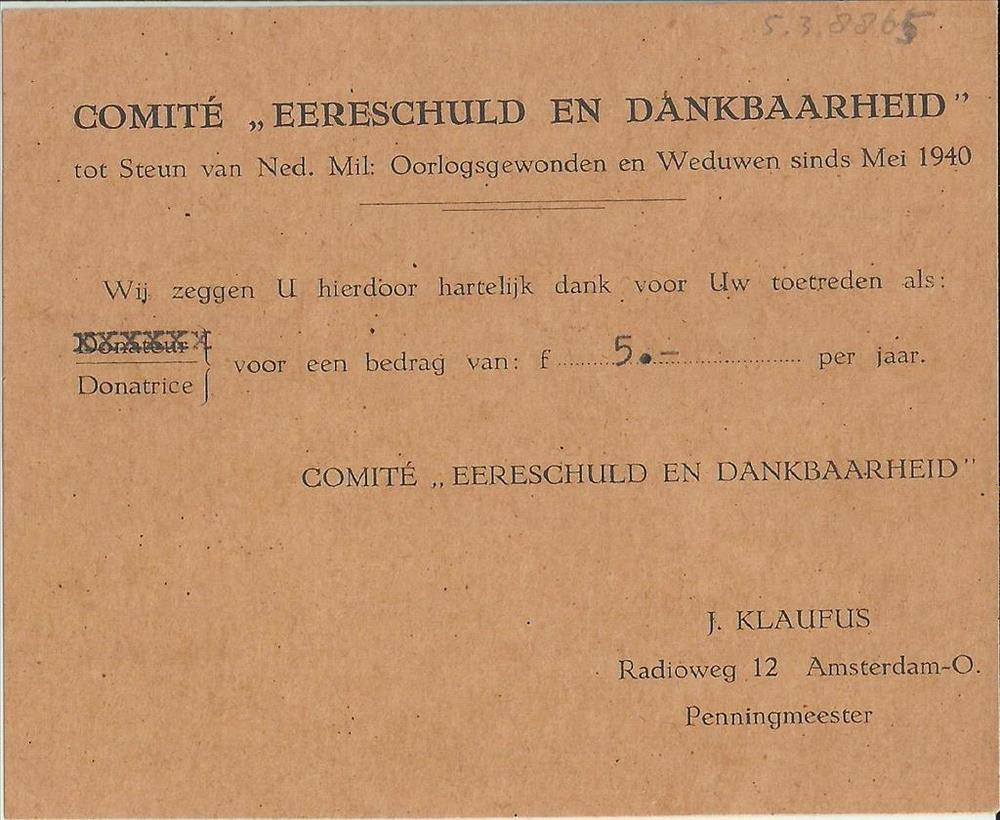 5.3.8865
COMITÉ „EERESCHULD EN DANKBAARHEID”
tot Steun van Ned. Mil: Oorlogsgewonden en Weduwen sinds Mei 1940
Wij zeggen U hierdoor hartelijk dank voor Uw toetreden als:
Donateur
Donatrice } voor een bedrag van: f ........5.-.................. per jaar.
COMITÉ „EERESCHULD EN DANKBAARHEID”
J. KLAUFUS
Radioweg 12 Amsterdam-O.
Penningmeester